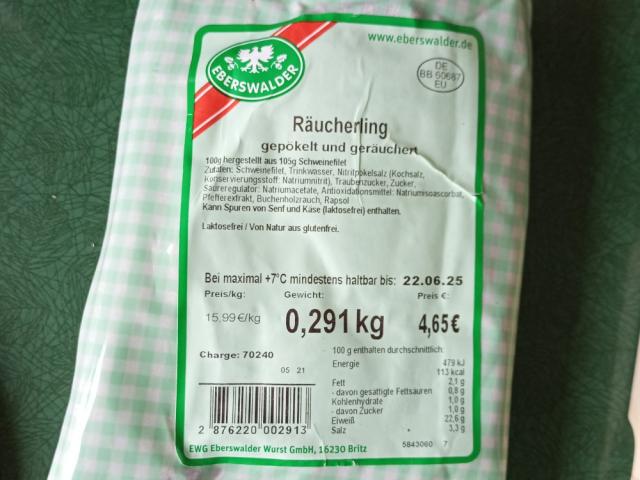 www.eberswalder.de
EBERSWALDER
DE
BB 60687
EU
Räucherling
gepökelt und geräuchert
100g hergestellt aus 105g Schweinefilet
Zutaten: Schweinefilet, Trinkwasser, Nitritpökelsalz (Kochsalz,
Konservierungsstoff: Natriumnitrit), Traubenzucker, Zucker,
Säureregulator: Natriumacetate, Antioxidationsmittel: Natriumisoascorbat,
Pfefferextrakt, Buchenholzrauch, Rapsöl
Kann Spuren von Senf und Käse (laktosefrei) enthalten.
Laktosefrei / Von Natur aus glutenfrei.
Bei maximal +7°C mindestens haltbar bis: 22.06.25
Preis/kg: Gewicht: Preis €:
15,99 €/kg 0,291 kg 4,65 €
Charge: 70240
05 21
100 g enthalten durchschnittlich:
Energie 479 kJ
113 kcal
Fett 2,1 g
- davon gesättigte Fettsäuren 0,8 g
Kohlenhydrate 1,0 g
- davon Zucker 1,0 g
Eiweiß 22,6 g
Salz 3,3 g
2 876220 002913
5843060 7
EWG Eberswalder Wurst GmbH, 16230 Britz